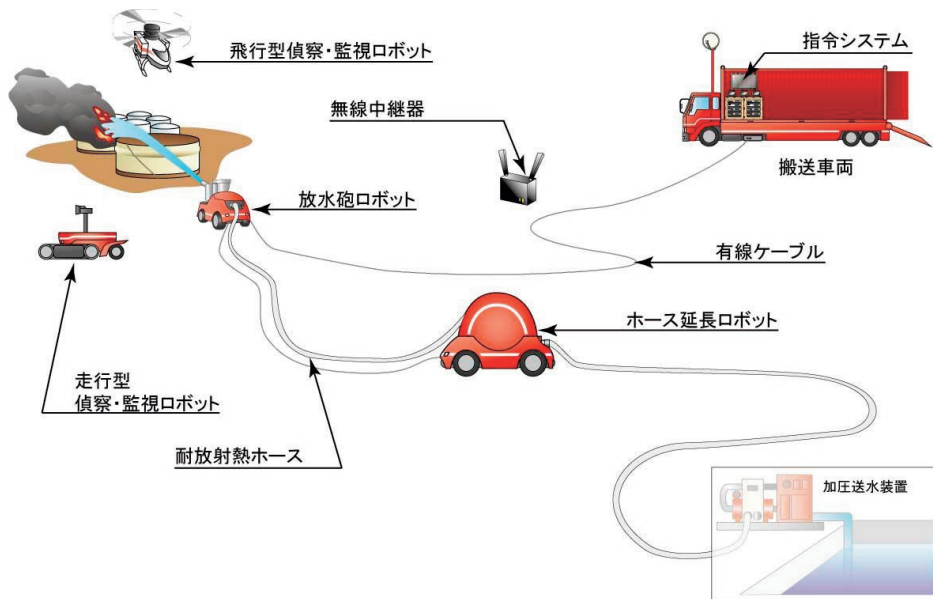 飛行型偵察・監視ロボット
指令システム
無線中継器
搬送車両
放水砲ロボット
有線ケーブル
ホース延長ロボット
走行型
偵察・監視ロボット
耐放射熱ホース
加圧送水装置